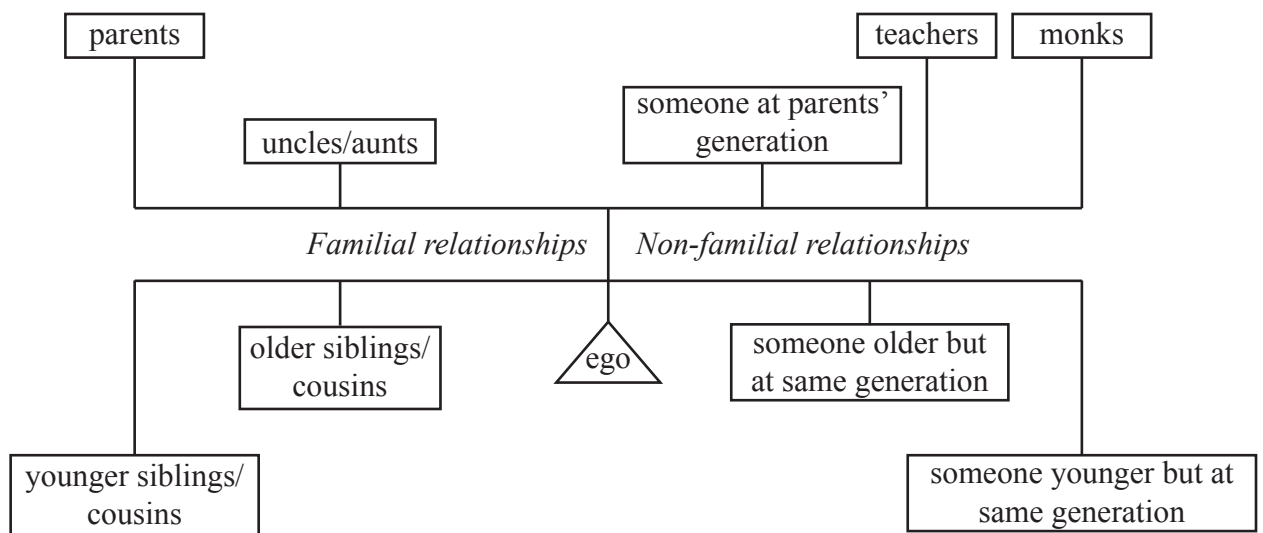 parents
teachers
monks
someone at parents’
generation
uncles/aunts
Familial relationships
Non-familial relationships
older siblings/
cousins
ego
someone older but
at same generation
younger siblings/
cousins
someone younger but at
same generation